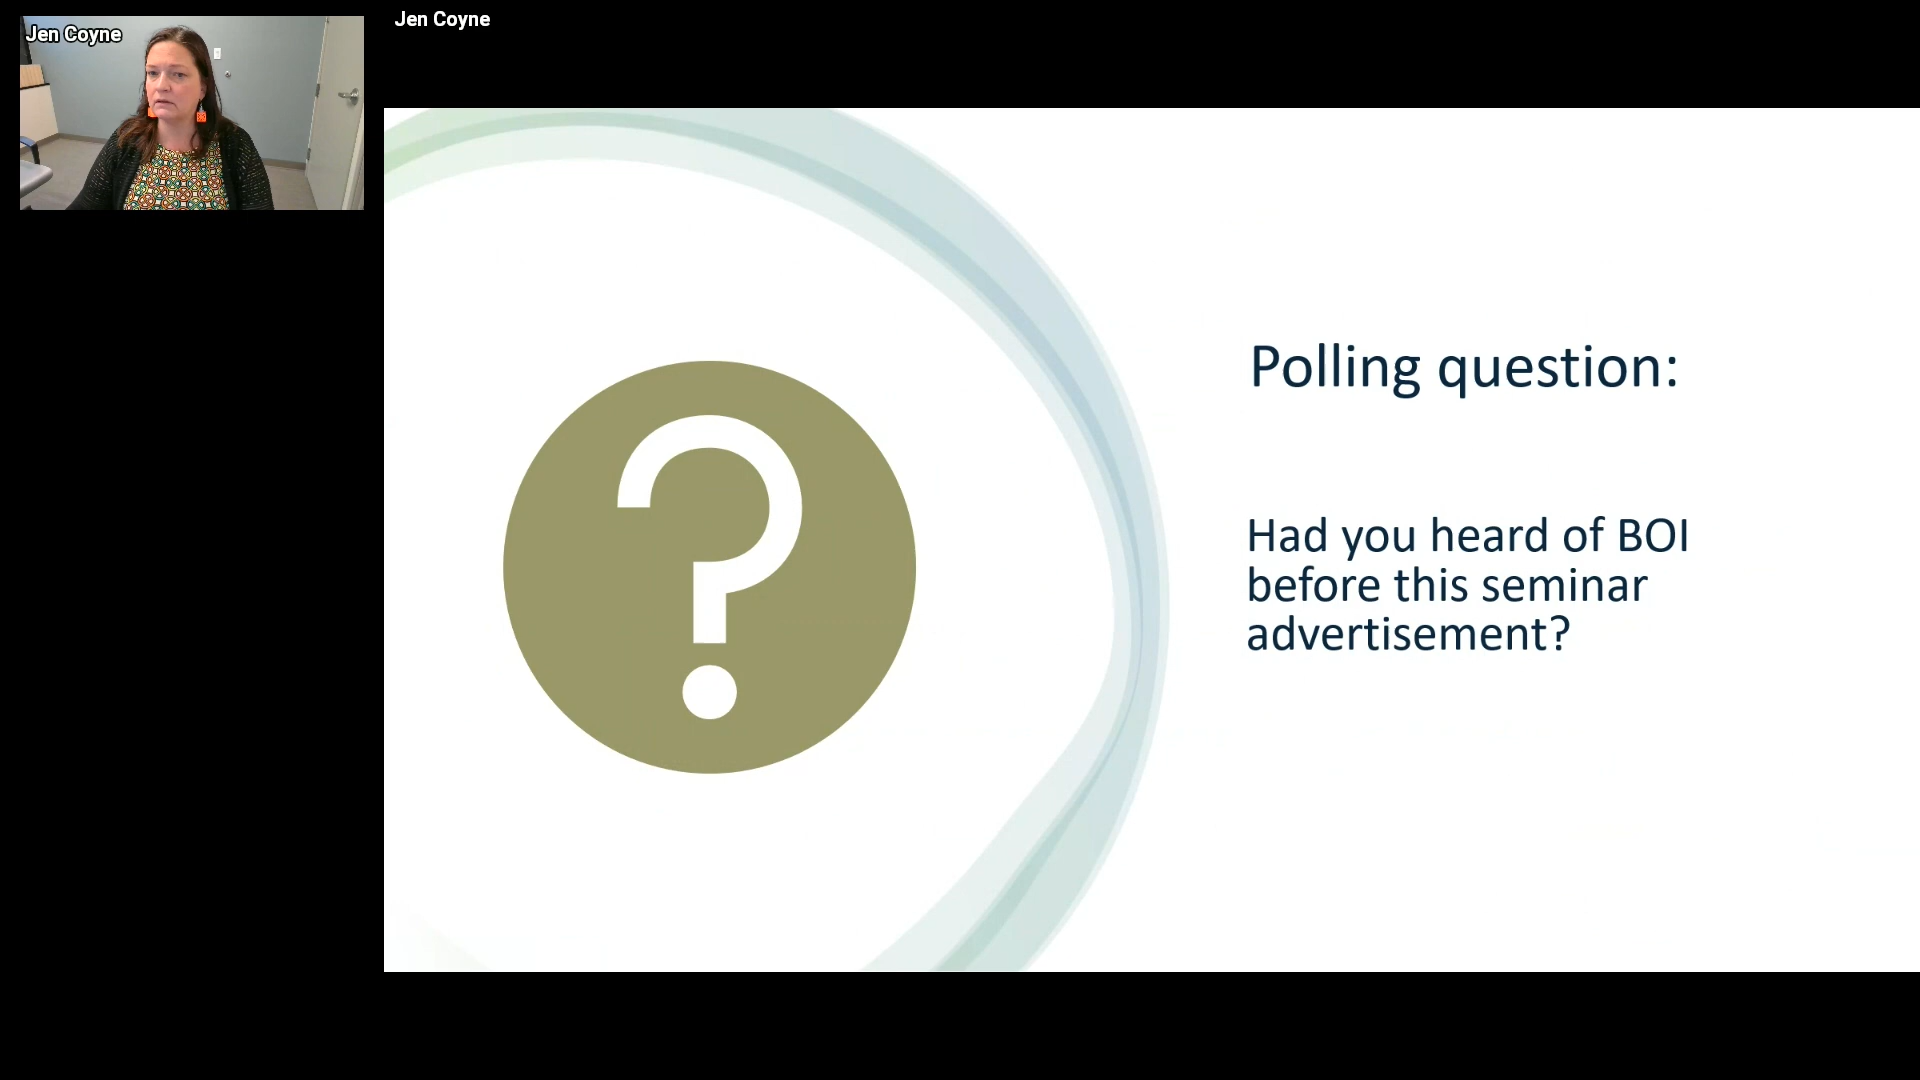 Jen Coyne
Jen Coyne
Polling question:
Had you heard of BOI
before this seminar
advertisement?